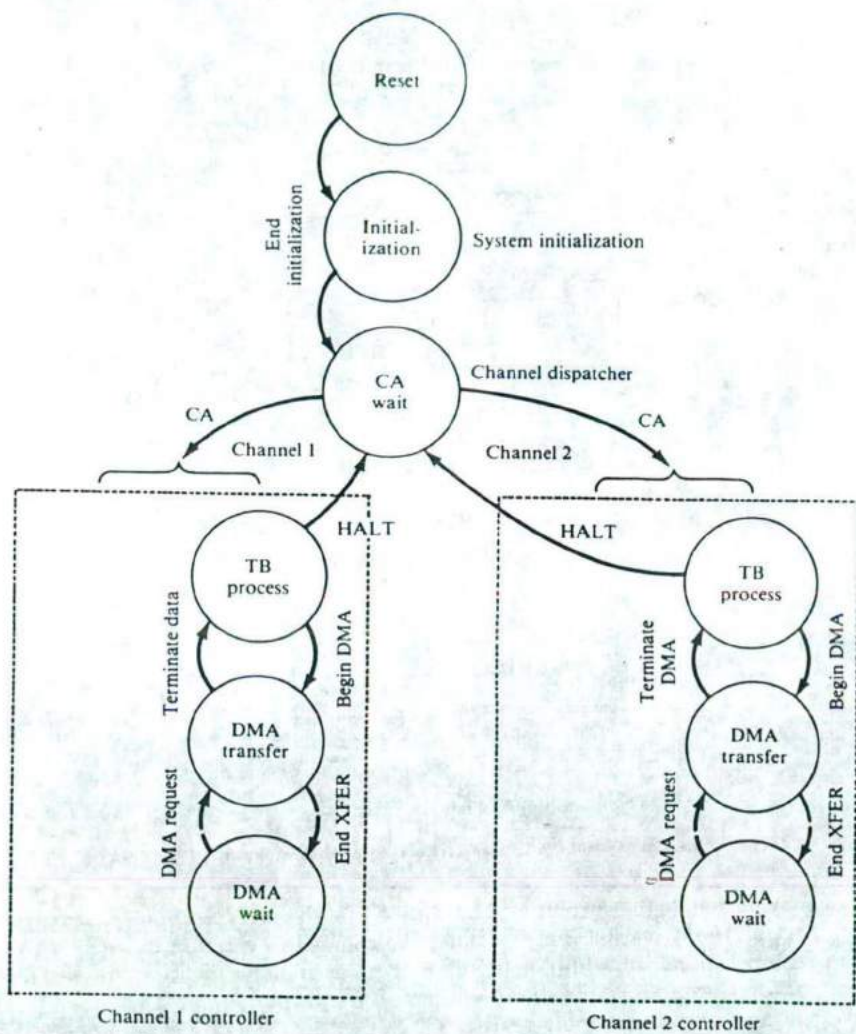 Reset
End
initialization
Initial-
ization
System initialization
CA
wait
Channel dispatcher
CA
CA
Channel 1
Channel 2
HALT
HALT
TB
process
TB
process
Terminate data
Begin DMA
Terminate
DMA
Begin DMA
DMA
transfer
DMA
transfer
DMA request
End XFER
DMA request
End XFER
DMA
wait
DMA
wait
Channel 1 controller
Channel 2 controller